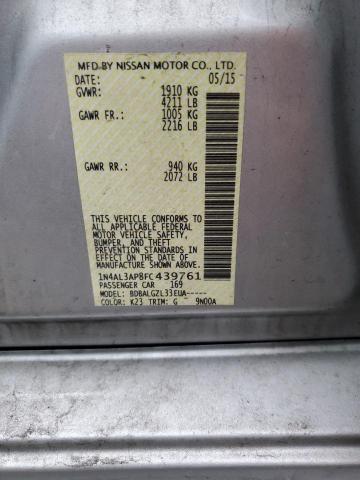 MFD BY NISSAN MOTOR CO., LTD.
DATE: 05/15
GVWR: 1910 KG
4211 LB
GAWR FR.: 1005 KG
2216 LB
GAWR RR.: 940 KG
2072 LB
THIS VEHICLE CONFORMS TO
ALL APPLICABLE FEDERAL
MOTOR VEHICLE SAFETY,
BUMPER, AND THEFT
PREVENTION STANDARDS
IN EFFECT ON THE DATE OF
MANUFACTURE SHOWN ABOVE.
1N4AL3AP8FC439761
PASSENGER CAR 169
MODEL: BDBALGZL33EUA-----
COLOR: K23 TRIM: G 9N00A